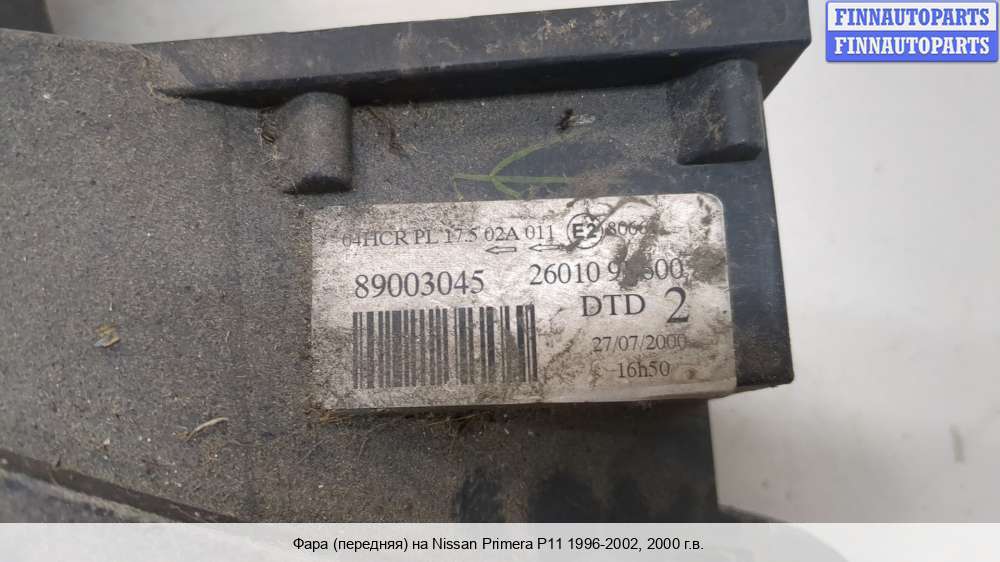 FINNAUTOPARTS
FINNAUTOPARTS
04HCR PL 17.5 02A 011 E2
89003045 26010
DTD 2
27/07/2000
16h50
Фара (передняя) на Nissan Primera P11 1996-2002, 2000 г.в.